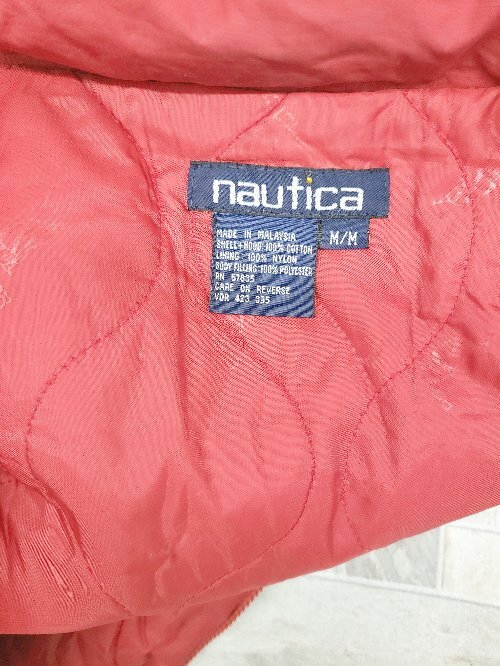 nautica
M/M
MADE IN MALAYSIA
SHELL+HOOD:100% COTTON
LINING: 100% NYLON
BODY FILLING:100% POLYESTER
RN 57835
CARE ON REVERSE
VDR 423 335